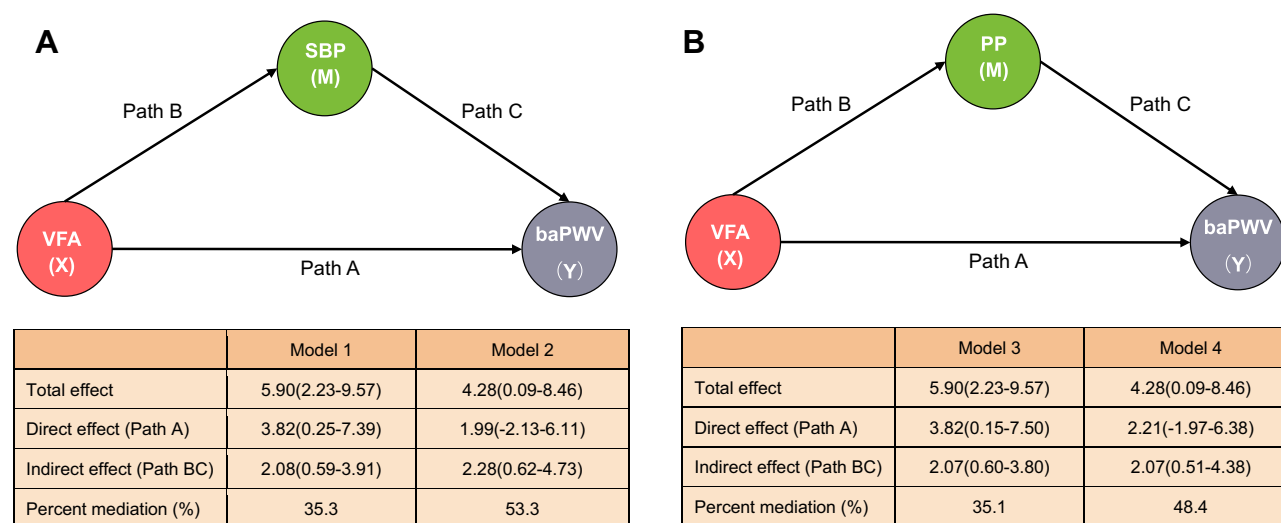 A
SBP
(M)
Path B
Path C
VFA
(X)
Path A
baPWV
（Y）
Model 1 Model 2
Total effect 5.90(2.23-9.57) 4.28(0.09-8.46)
Direct effect (Path A) 3.82(0.25-7.39) 1.99(-2.13-6.11)
Indirect effect (Path BC) 2.08(0.59-3.91) 2.28(0.62-4.73)
Percent mediation (%) 35.3 53.3
B
PP
(M)
Path B
Path C
VFA
(X)
Path A
baPWV
（Y）
Model 3 Model 4
Total effect 5.90(2.23-9.57) 4.28(0.09-8.46)
Direct effect (Path A) 3.82(0.15-7.50) 2.21(-1.97-6.38)
Indirect effect (Path BC) 2.07(0.60-3.80) 2.07(0.51-4.38)
Percent mediation (%) 35.1 48.4